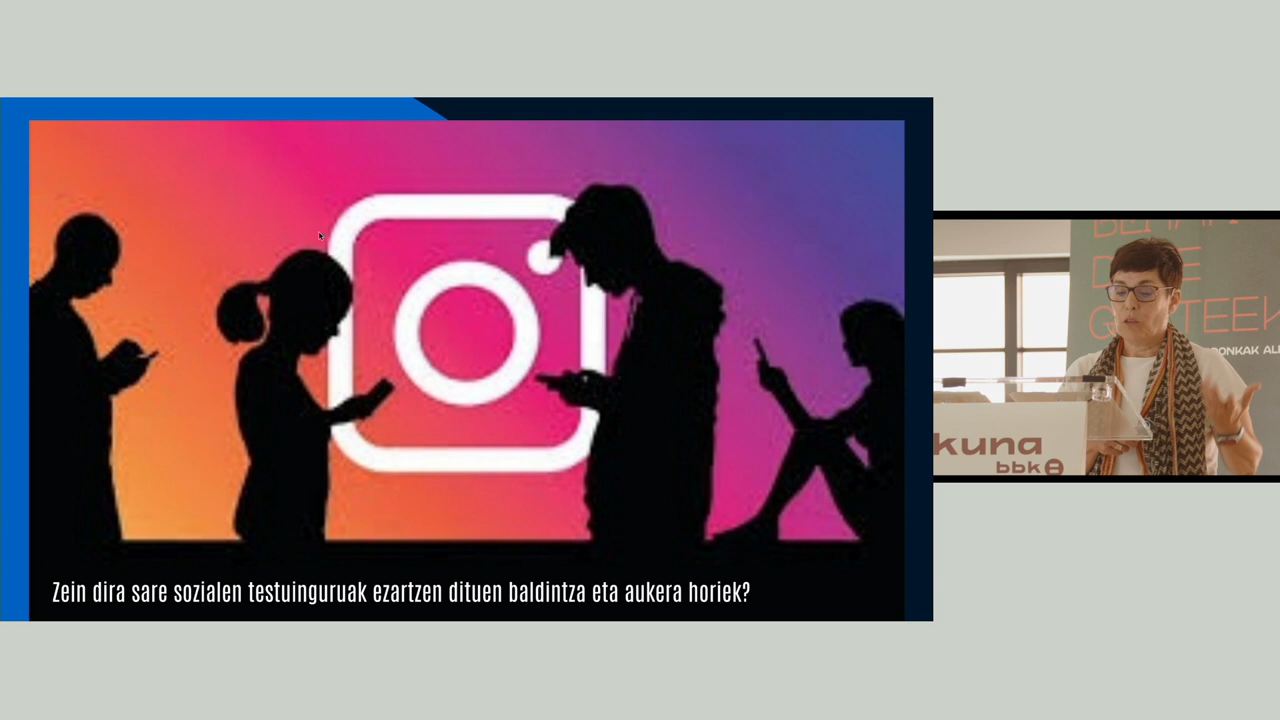 Zein dira sare sozialen testuinguruak ezartzen dituen baldintza eta aukera horiek?
kuna
bbk